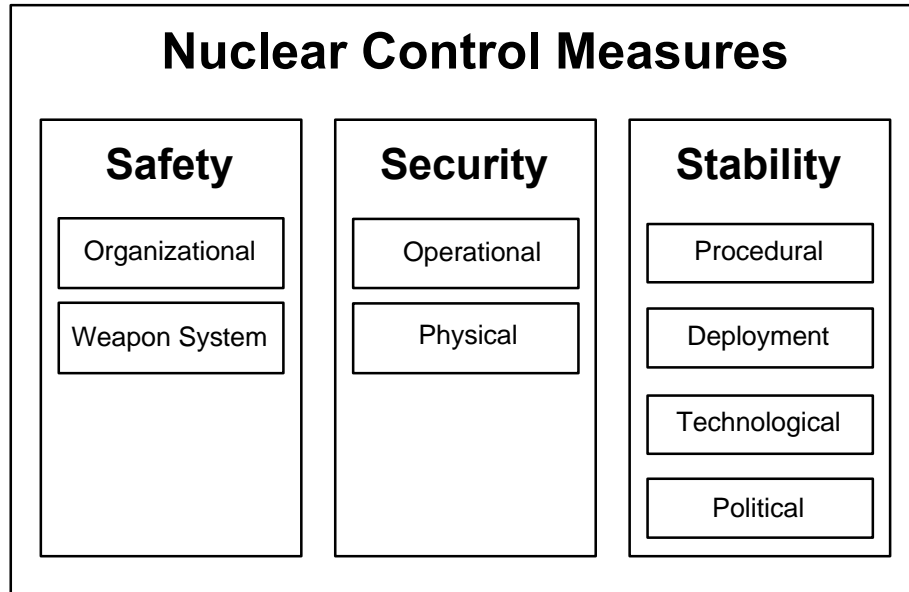 Nuclear Control Measures
Safety
Organizational
Weapon System
Security
Operational
Physical
Stability
Procedural
Deployment
Technological
Political